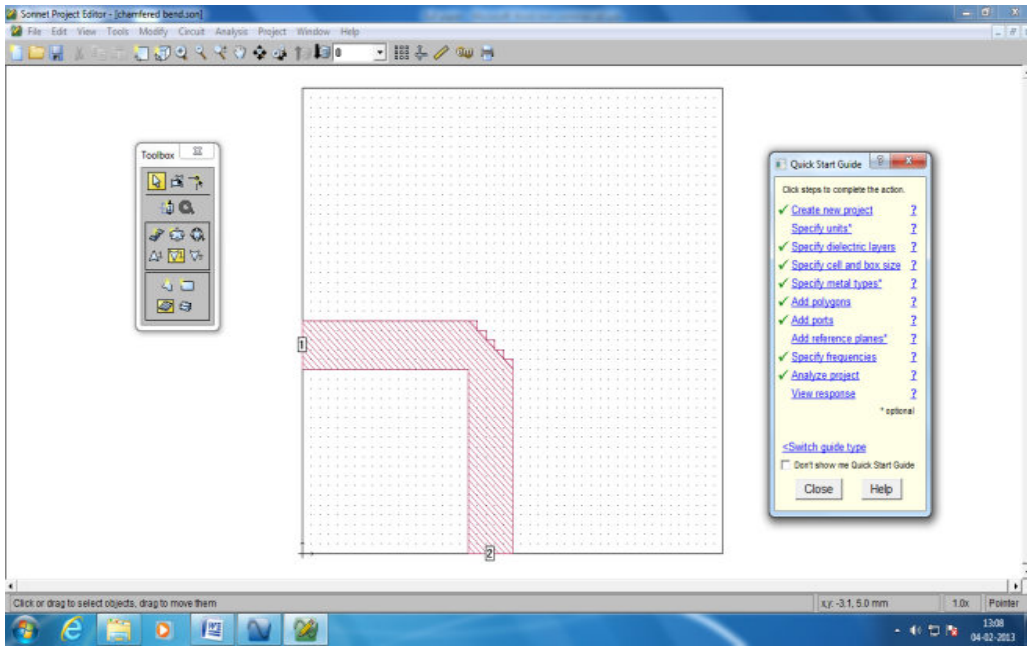 Sonnet Project Editor - [chamfered bend.son]
File Edit View Tools Modify Circuit Analysis Project Window Help
0
Toolbox
1
2
Quick Start Guide
?
Click steps to complete the action.
Create new project ?
Specify units* ?
Specify dielectric layers ?
Specify cell and box size ?
Specify metal types* ?
Add polygons ?
Add ports ?
Add reference planes* ?
Specify frequencies ?
Analyze project ?
View response ?
* optional
<Switch guide type
Don't show me Quick Start Guide
Close Help
Click or drag to select objects, drag to move them
x,y: -3.1, 5.0 mm 1.0x Pointer
13:08
04-02-2013